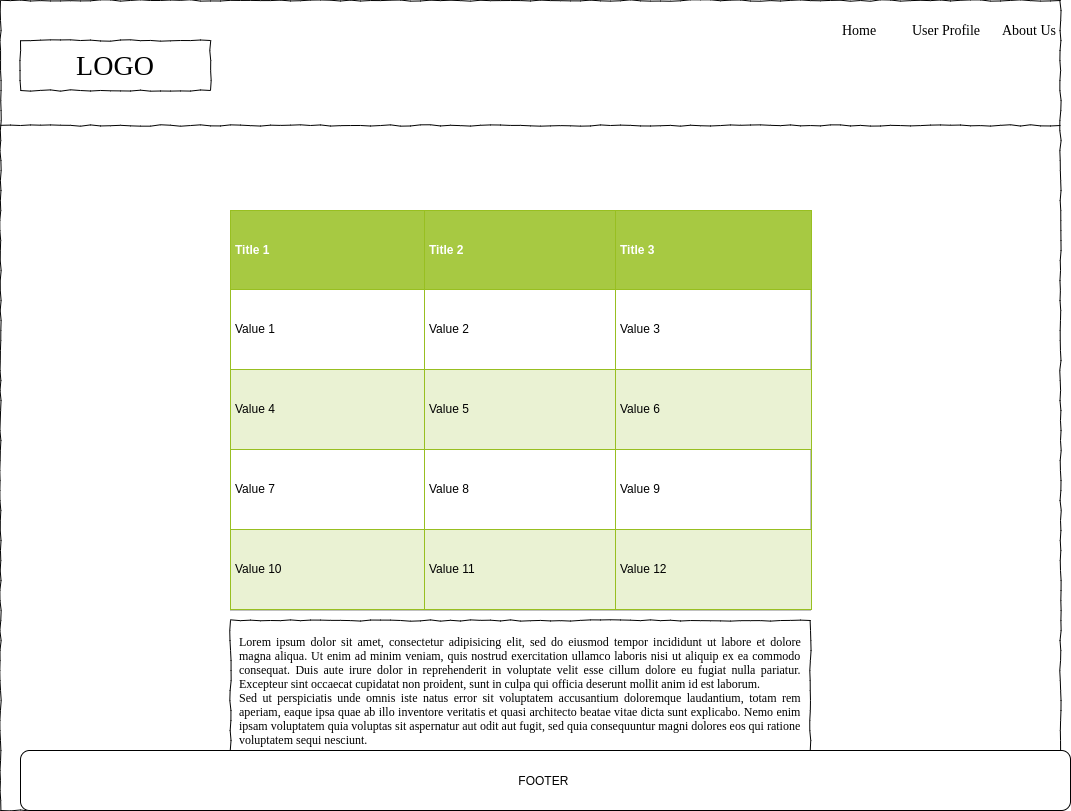 Home User Profile About Us
LOGO
Title 1 Title 2 Title 3
Value 1 Value 2 Value 3
Value 4 Value 5 Value 6
Value 7 Value 8 Value 9
Value 10 Value 11 Value 12
Lorem ipsum dolor sit amet, consectetur adipisicing elit, sed do eiusmod tempor incididunt ut labore et dolore
magna aliqua. Ut enim ad minim veniam, quis nostrud exercitation ullamco laboris nisi ut aliquip ex ea commodo
consequat. Duis aute irure dolor in reprehenderit in voluptate velit esse cillum dolore eu fugiat nulla pariatur.
Excepteur sint occaecat cupidatat non proident, sunt in culpa qui officia deserunt mollit anim id est laborum.
Sed ut perspiciatis unde omnis iste natus error sit voluptatem accusantium doloremque laudantium, totam rem
aperiam, eaque ipsa quae ab illo inventore veritatis et quasi architecto beatae vitae dicta sunt explicabo. Nemo enim
ipsam voluptatem quia voluptas sit aspernatur aut odit aut fugit, sed quia consequuntur magni dolores eos qui ratione
voluptatem sequi nesciunt.
FOOTER